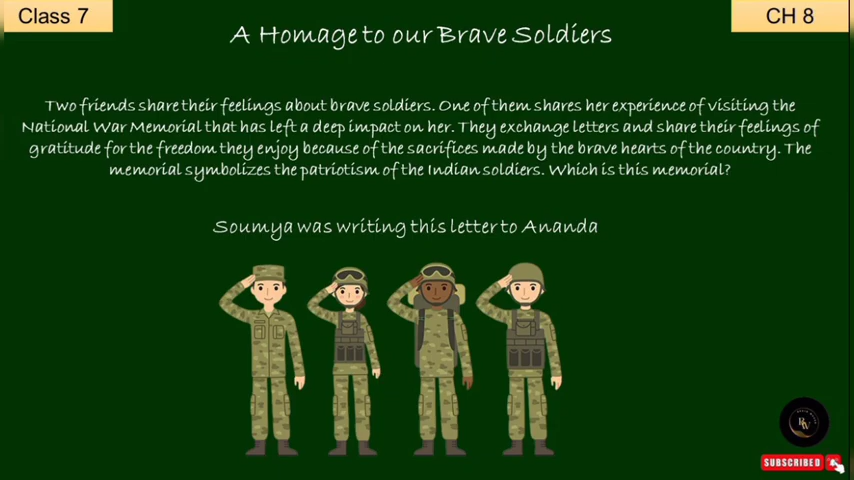 Class 7
CH 8
A Homage to our Brave Soldiers
Two friends share their feelings about brave soldiers. One of them shares her experience of visiting the
National War Memorial that has left a deep impact on her. They exchange letters and share their feelings of
gratitude for the freedom they enjoy because of the sacrifices made by the brave hearts of the country. The
memorial symbolizes the patriotism of the Indian soldiers. Which is this memorial?
Soumya was writing this letter to Ananda
SUBSCRIBED